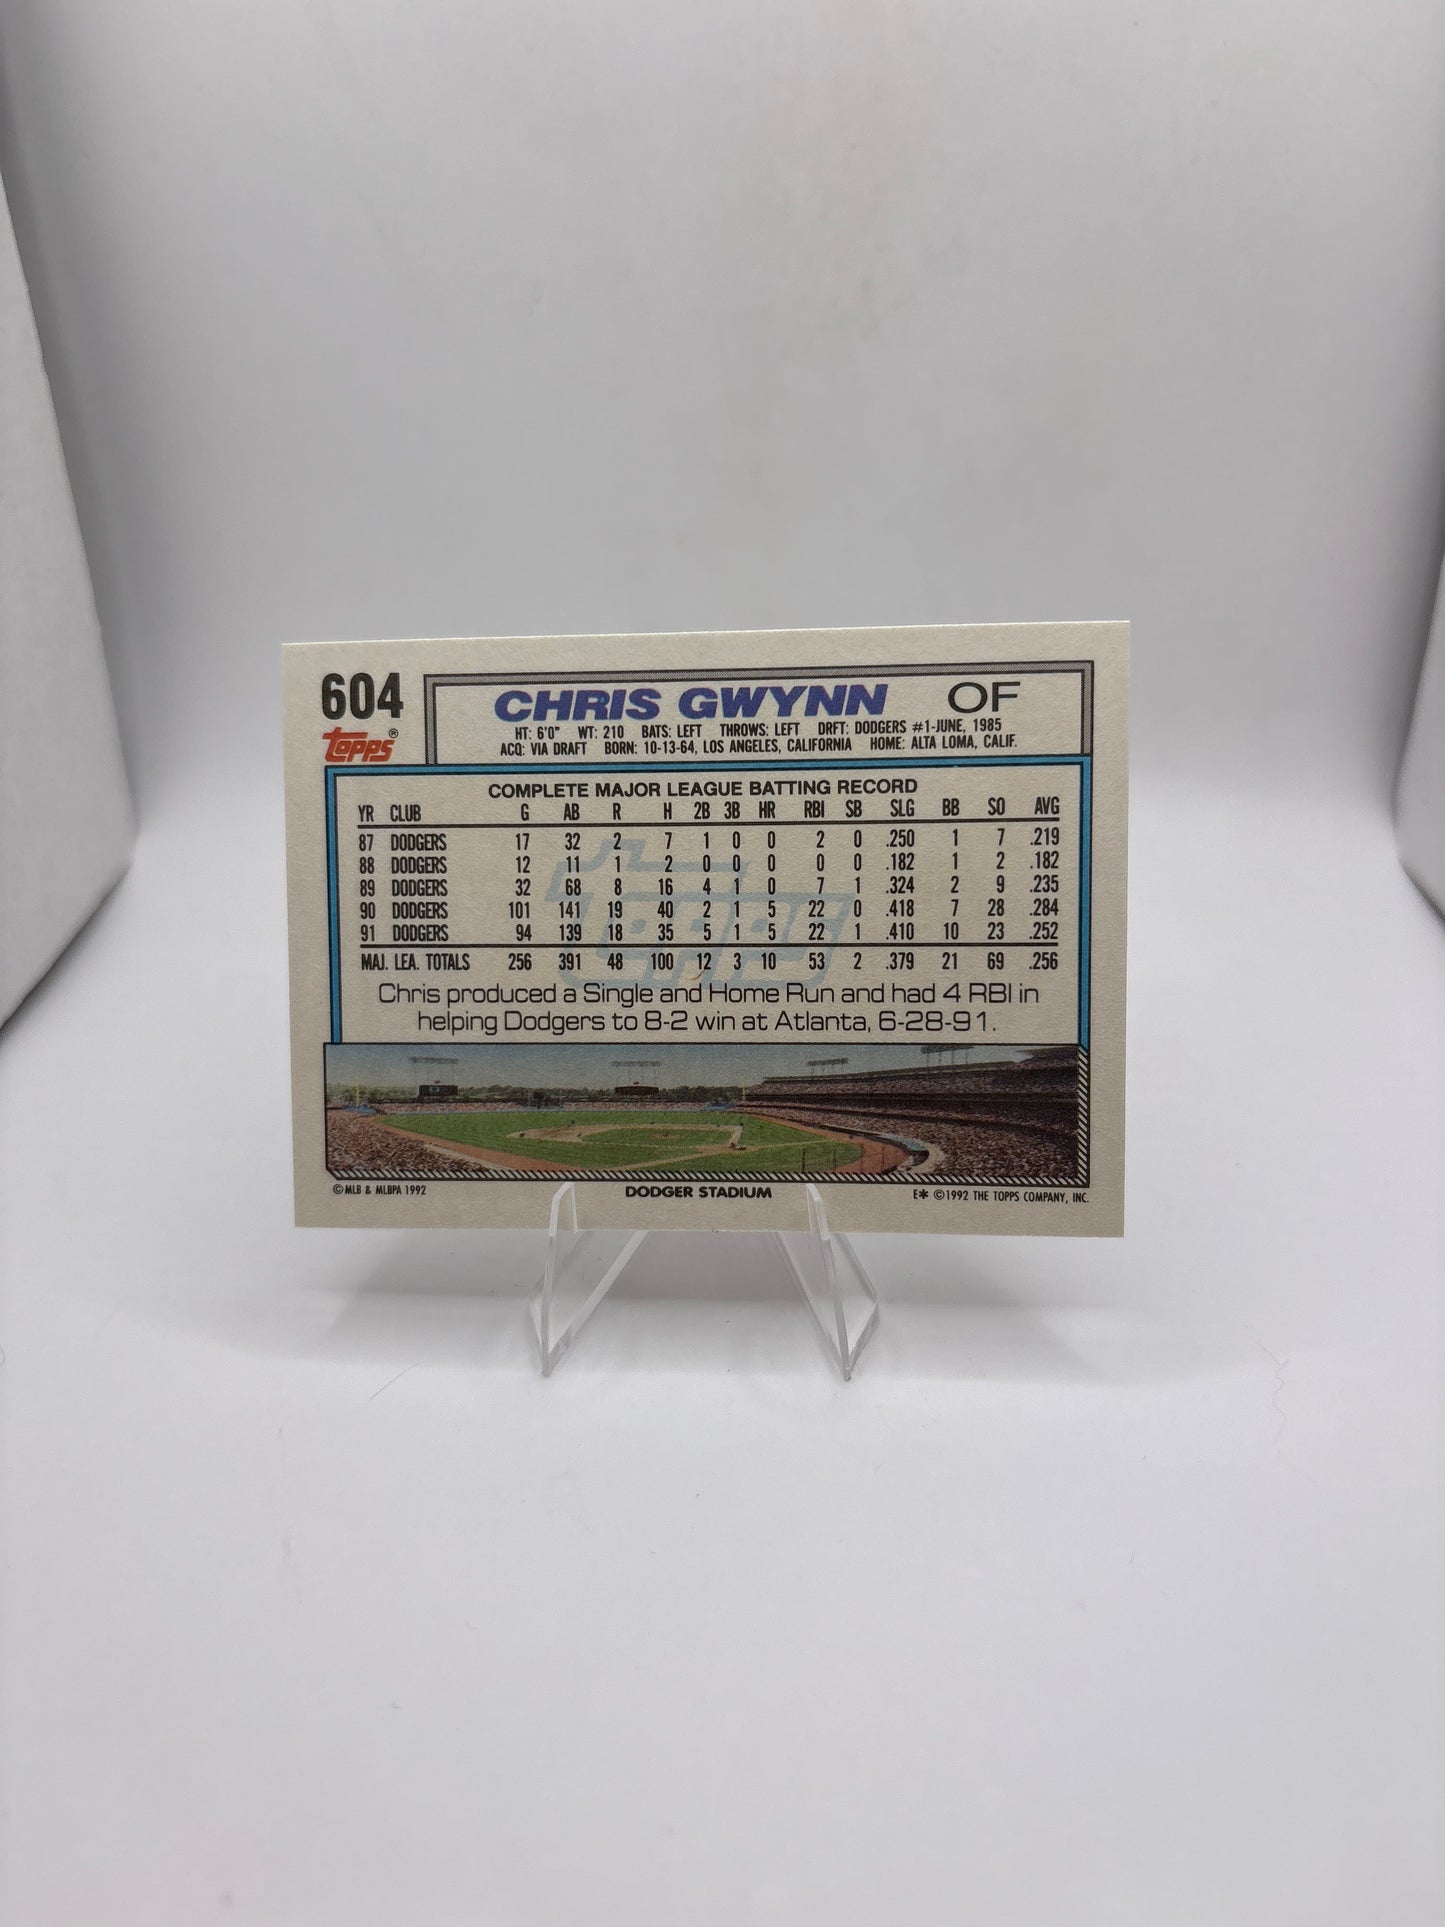 604
CHRIS GWYNN OF
Topps®
HT: 6'0" WT: 210 BATS: LEFT THROWS: LEFT DRFT: DODGERS #1-JUNE, 1985
ACQ: VIA DRAFT BORN: 10-13-64, LOS ANGELES, CALIFORNIA HOME: ALTA LOMA, CALIF.
COMPLETE MAJOR LEAGUE BATTING RECORD
YR CLUB G AB R H 2B 3B HR RBI SB SLG BB SO AVG
87 DODGERS 17 32 2 7 1 0 0 2 0 .250 1 7 .219
88 DODGERS 12 11 1 2 0 0 0 0 0 .182 1 2 .182
89 DODGERS 32 68 8 16 4 1 0 7 1 .324 2 9 .235
90 DODGERS 101 141 19 40 2 1 5 22 0 .418 7 28 .284
91 DODGERS 94 139 18 35 5 1 5 22 1 .410 10 23 .252
MAJ. LEA. TOTALS 256 391 48 100 12 3 10 53 2 .379 21 69 .256
Topps
Chris produced a Single and Home Run and had 4 RBI in
helping Dodgers to 8-2 win at Atlanta, 6-28-91.
© MLB & MLBPA 1992 DODGER STADIUM E* ©1992 THE TOPPS COMPANY, INC.